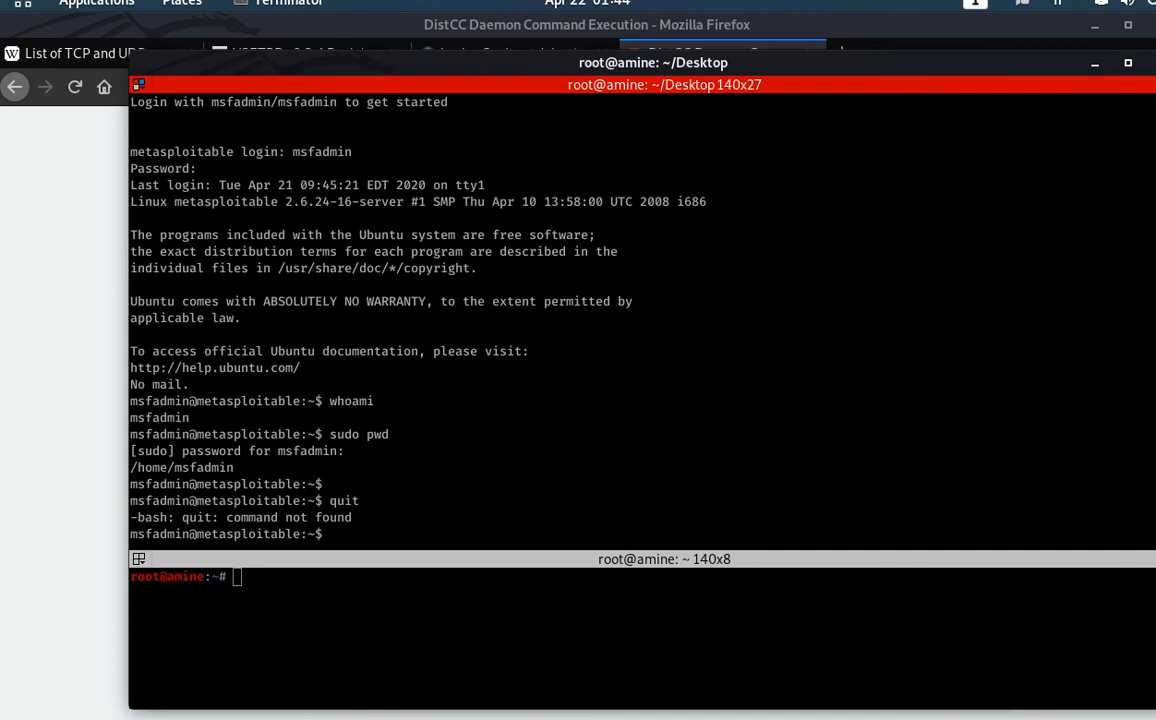 Applications Places Terminator Apr 22 01:44 1
DistCC Daemon Command Execution - Mozilla Firefox
W List of TCP and UD
root@amine: ~/Desktop
root@amine: ~/Desktop 140x27
Login with msfadmin/msfadmin to get started
metasploitable login: msfadmin
Password:
Last login: Tue Apr 21 09:45:21 EDT 2020 on tty1
Linux metasploitable 2.6.24-16-server #1 SMP Thu Apr 10 13:58:00 UTC 2008 i686
The programs included with the Ubuntu system are free software;
the exact distribution terms for each program are described in the
individual files in /usr/share/doc/*/copyright.
Ubuntu comes with ABSOLUTELY NO WARRANTY, to the extent permitted by
applicable law.
To access official Ubuntu documentation, please visit:
http://help.ubuntu.com/
No mail.
msfadmin@metasploitable:~$ whoami
msfadmin
msfadmin@metasploitable:~$ sudo pwd
[sudo] password for msfadmin:
/home/msfadmin
msfadmin@metasploitable:~$
msfadmin@metasploitable:~$ quit
-bash: quit: command not found
msfadmin@metasploitable:~$
root@amine: ~ 140x8
root@amine:~#